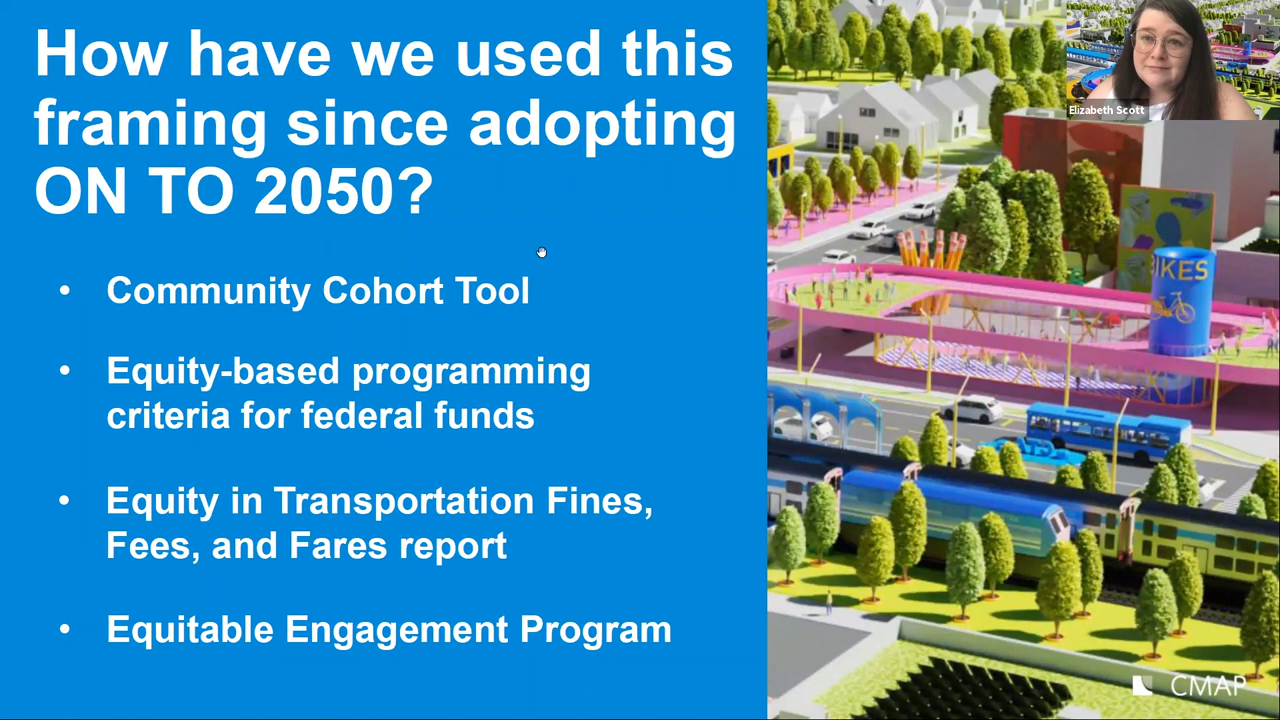 How have we used this
framing since adopting
ON TO 2050?
• Community Cohort Tool
• Equity-based programming
criteria for federal funds
• Equity in Transportation Fines,
Fees, and Fares report
• Equitable Engagement Program
Elizabeth Scott
BIKES
CMAP